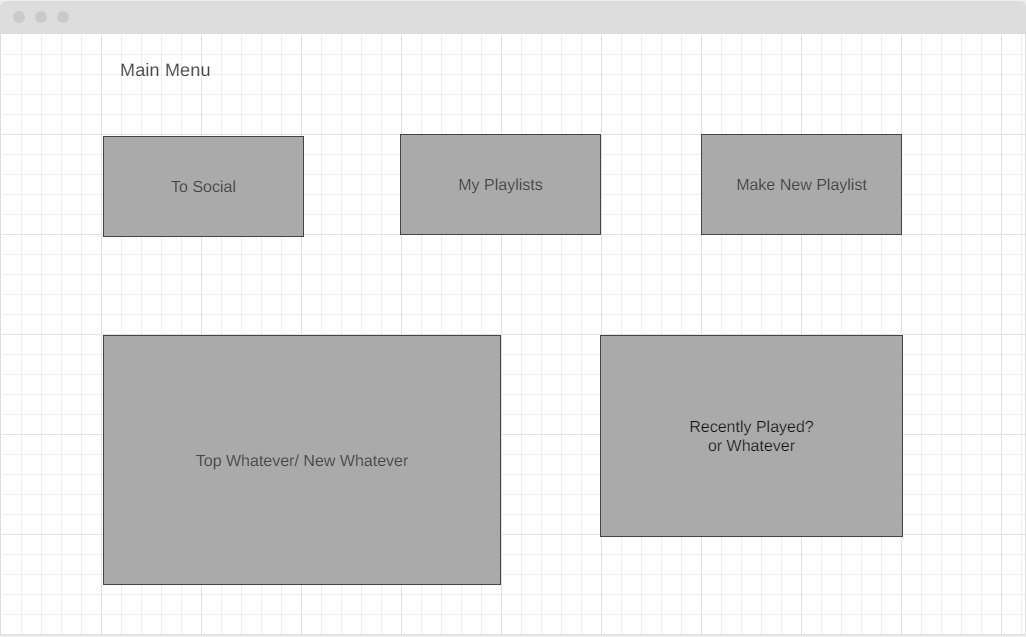 Main Menu
To Social
My Playlists
Make New Playlist
Top Whatever/ New Whatever
Recently Played?
or Whatever